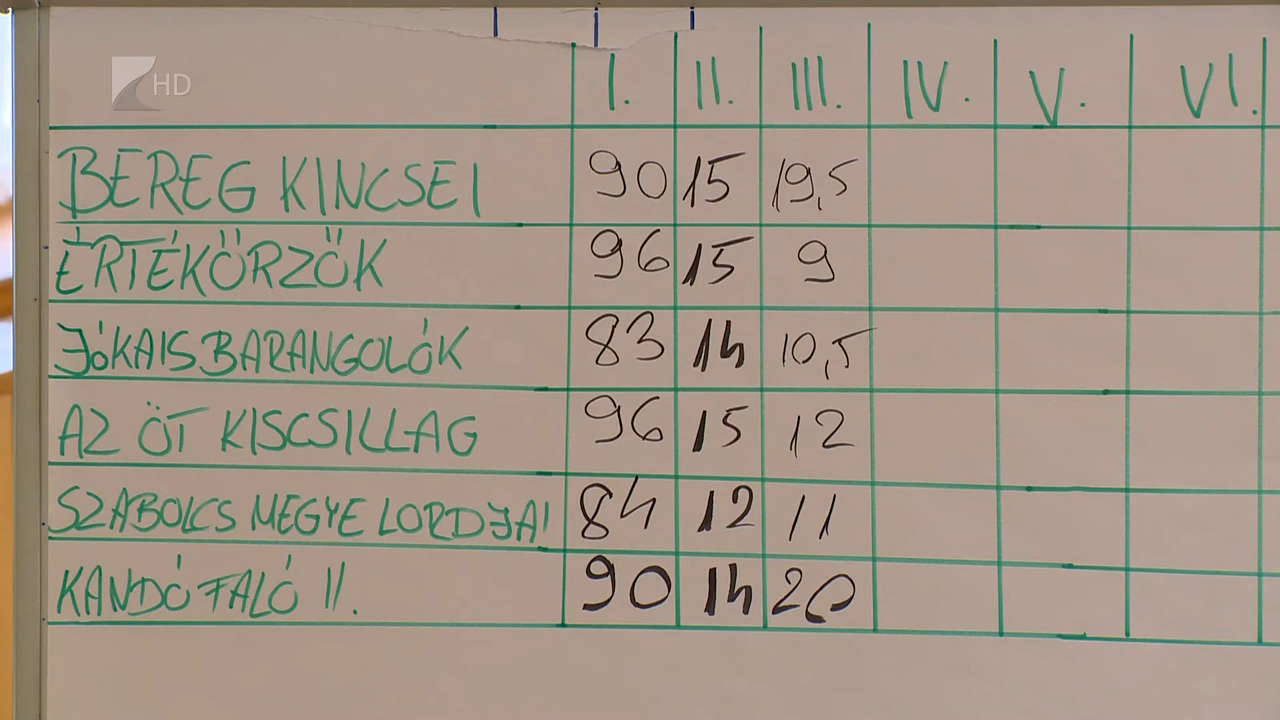 HD
I. II. III. IV. V. VI.
BEREG KINCSEI 90 15 19,5
ÉRTÉKŐRZŐK 96 15 9
JÓKAIS BARANGOLÓK 83 14 10,5
AZ ÖT KISCSILLAG 96 15 12
SZABOLCS MEGYE LORDJAI 84 12 11
KANDÓ FALÓ II. 90 14 20